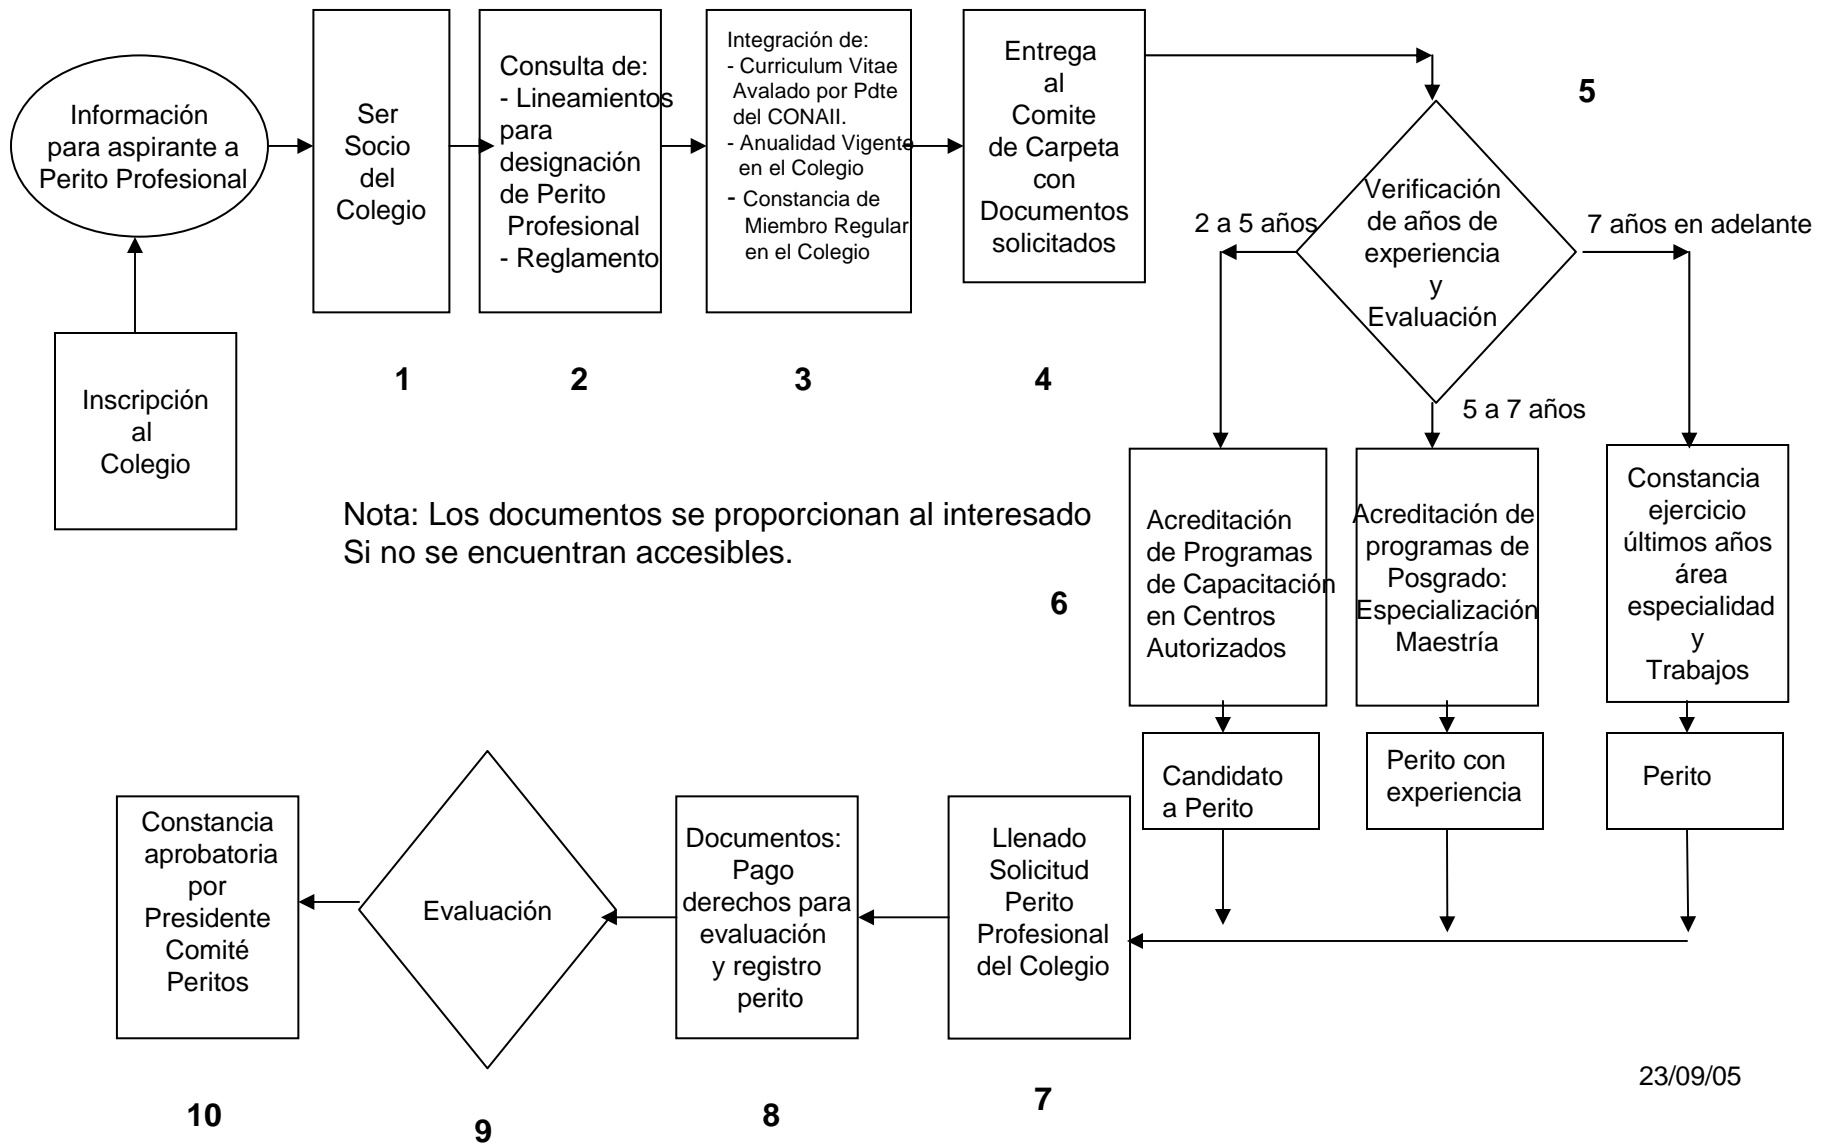 Información
para aspirante a
Perito Profesional
Inscripción
al
Colegio
Ser
Socio
del
Colegio
1
Consulta de:
- Lineamientos
para
designación
de Perito
Profesional
- Reglamento
2
Integración de:
- Curriculum Vitae
Avalado por Pdte
del CONAII.
- Anualidad Vigente
en el Colegio
- Constancia de
Miembro Regular
en el Colegio
3
Entrega
al
Comite
de Carpeta
con
Documentos
solicitados
4
5
Verificación
de años de
experiencia
y
Evaluación
2 a 5 años
7 años en adelante
5 a 7 años
Nota: Los documentos se proporcionan al interesado
Si no se encuentran accesibles.
6
Acreditación
de Programas
de Capacitación
en Centros
Autorizados
Acreditación de
programas de
Posgrado:
Especialización
Maestría
Constancia
ejercicio
últimos años
área
especialidad
y
Trabajos
Candidato
a Perito
Perito con
experiencia
Perito
Llenado
Solicitud
Perito
Profesional
del Colegio
7
Documentos:
Pago
derechos para
evaluación
y registro
perito
8
Evaluación
9
Constancia
aprobatoria
por
Presidente
Comité
Peritos
10
23/09/05